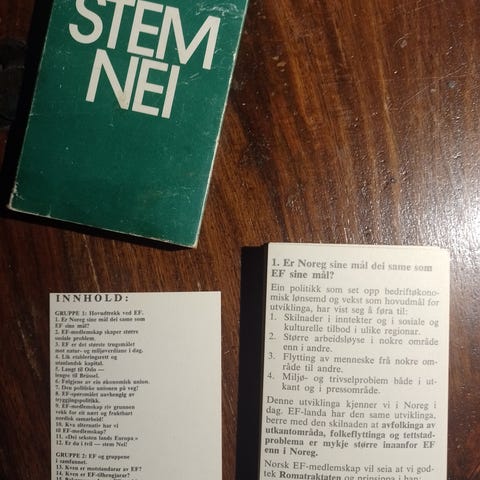 STEM
NEI
INNHOLD:
GRUPPE 1: Hovudtrekk ved EF.
1. Er Noreg sine mål dei same som
EF sine mål?
2. EF-medlemskap skaper større
sosiale problem.
3. EF er det største trugsmålet
mot natur- og miljøverdiane i dag.
4. Lik etableringsrett og
utanlandsk kapital.
5. Langt til Oslo —
lengre til Brüssel.
6. Følgjene av ein økonomisk union.
7. Den politiske unionen på veg!
8. EF-spørsmålet uavhengig av
tryggingspolitikk.
9. EF-medlemskap riv grunnen
vekk for eit nært og fruktbart
nordisk samarbeid!
10. Kva alternativ har vi
til EF-medlemskap?
11. «Dei seksten lands Europa.»
12. Er du i tvil — stem Nei!
GRUPPE 2: EF og gruppene
i samfunnet.
13. Kven er motstandarar av EF?
14. Kven er EF-tilhengjarar?
1. Er Noreg sine mål dei same som
EF sine mål?
Ein politikk som set opp bedriftøkono-
misk lønsemd og vekst som hovudmål for
utviklinga, har vist seg å føra til:
1. Skilnader i inntekter og i sosiale og
kulturelle tilbod i ulike regionar.
2. Større arbeidsløyse i nokre område
enn i andre.
3. Flytting av menneske frå nokre om-
råde til andre.
4. Miljø- og trivselproblem både i ut-
kant og i pressområde.
Denne utviklinga kjenner vi i Noreg i
dag. EF-landa har den same utviklinga,
berre med den skilnaden at avfolkinga av
utkantområda, folkeflyttinga og tettstad-
problema er mykje større innanfor EF
enn i Noreg.
Norsk EF-medlemskap vil seia at vi god-
tek Romatraktaten og prinsippa i han: